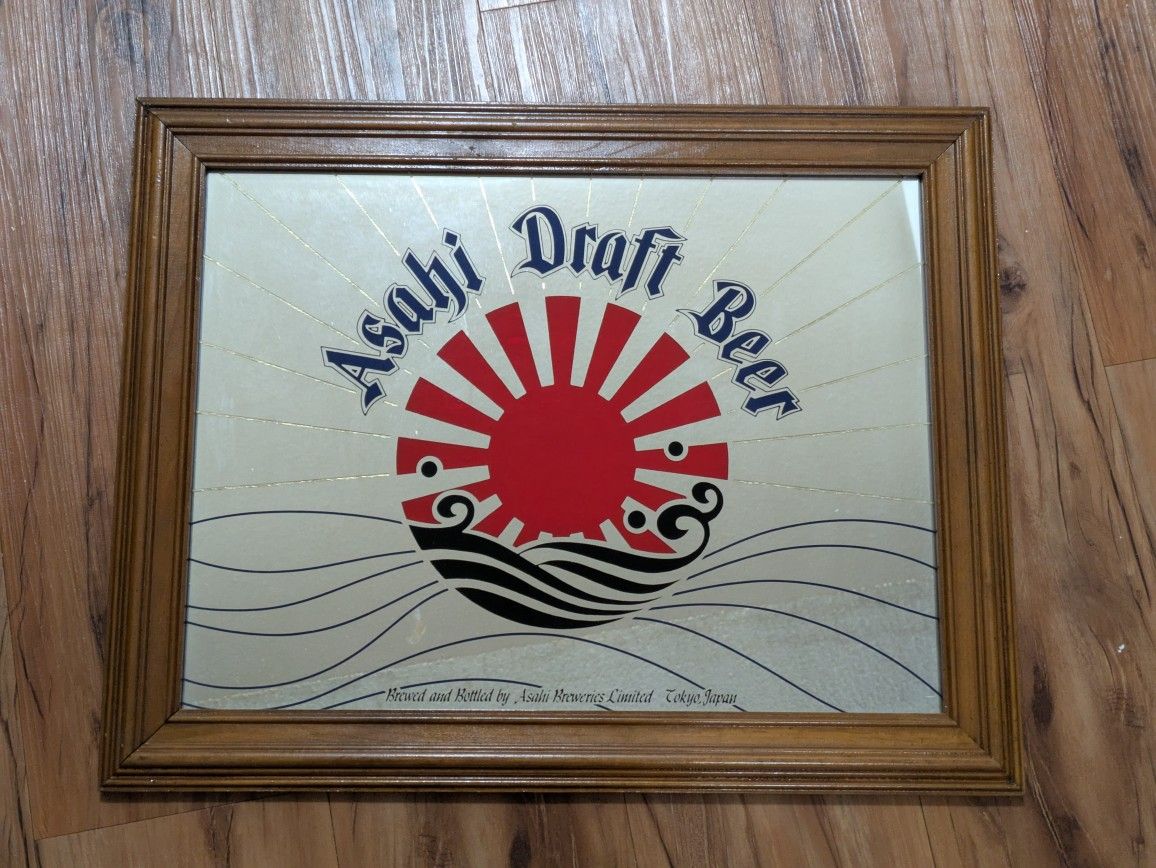 Asahi Draft Beer
Brewed and Bottled by Asahi Breweries Limited Tokyo, Japan